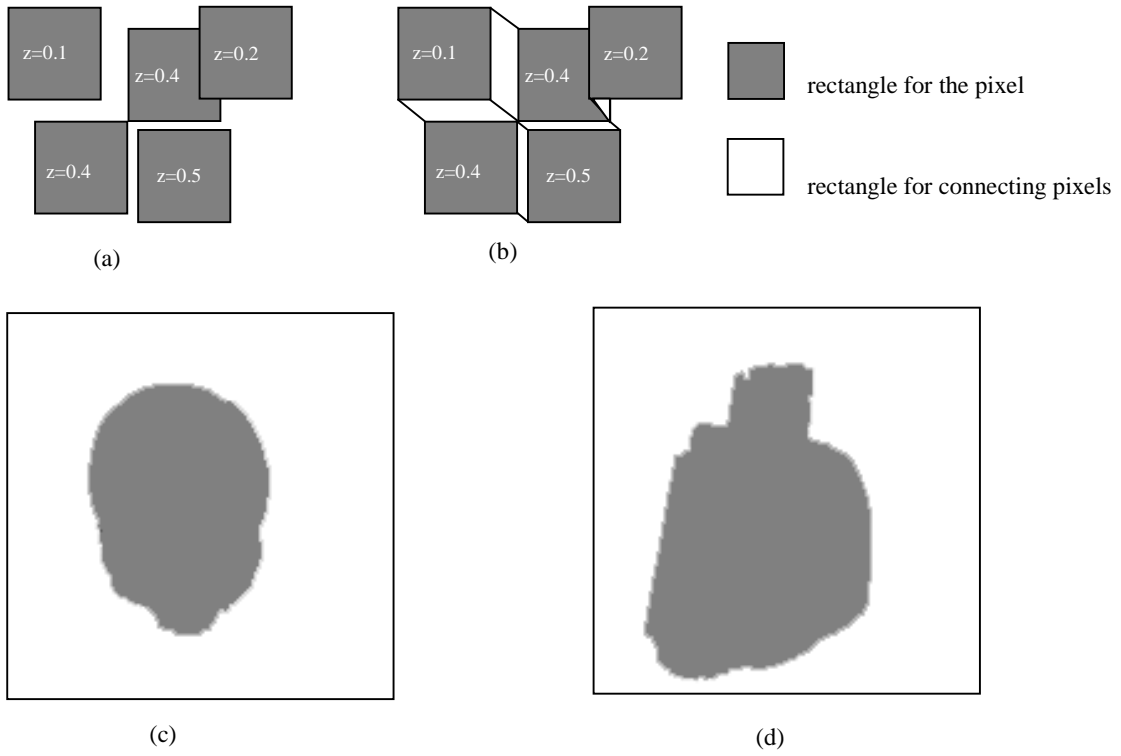 z=0.1
z=0.4
z=0.2
z=0.4
z=0.5
(a)
z=0.1
z=0.4
z=0.2
z=0.4
z=0.5
(b)
rectangle for the pixel
rectangle for connecting pixels
(c)
(d)